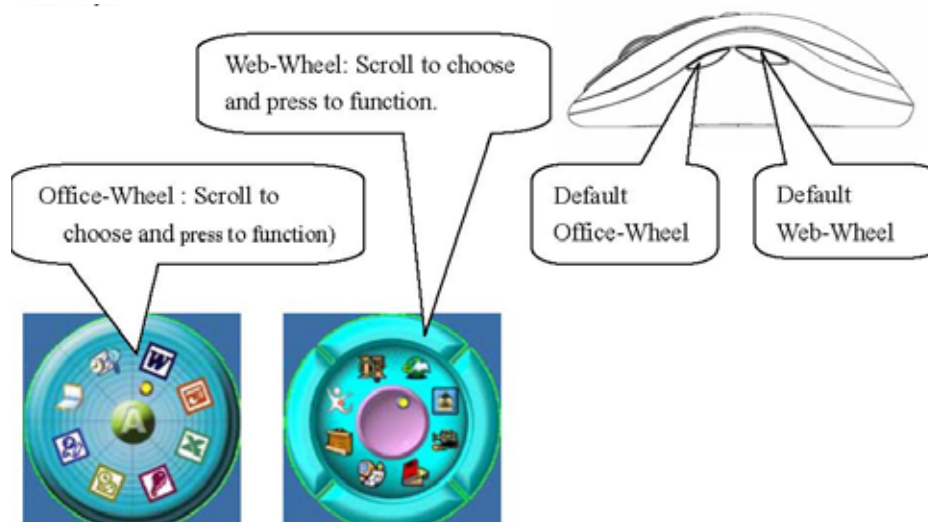 Web-Wheel: Scroll to choose
and press to function.
Office-Wheel : Scroll to
choose and press to function)
Default
Office-Wheel
Default
Web-Wheel
W
A